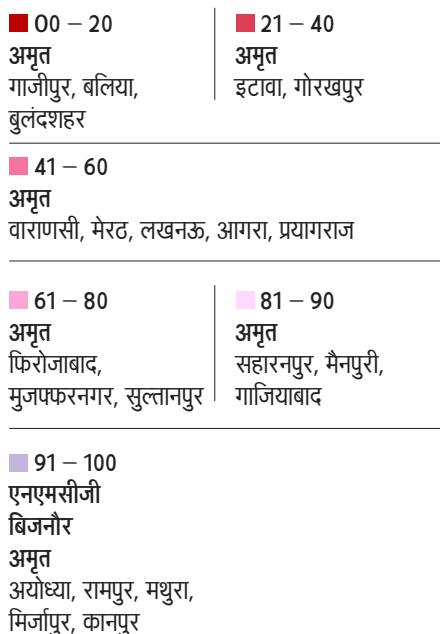 00 – 20
अमृत
गाजीपुर, बलिया,
बुलंदशहर
21 – 40
अमृत
इटावा, गोरखपुर
41 – 60
अमृत
वाराणसी, मेरठ, लखनऊ, आगरा, प्रयागराज
61 – 80
अमृत
फिरोजाबाद,
मुजफ्फरनगर, सुल्तानपुर
81 – 90
अमृत
सहारनपुर, मैनपुरी,
गाजियाबाद
91 – 100
एनएमसीजी
बिजनौर
अमृत
अयोध्या, रामपुर, मथुरा,
मिर्जापुर, कानपुर